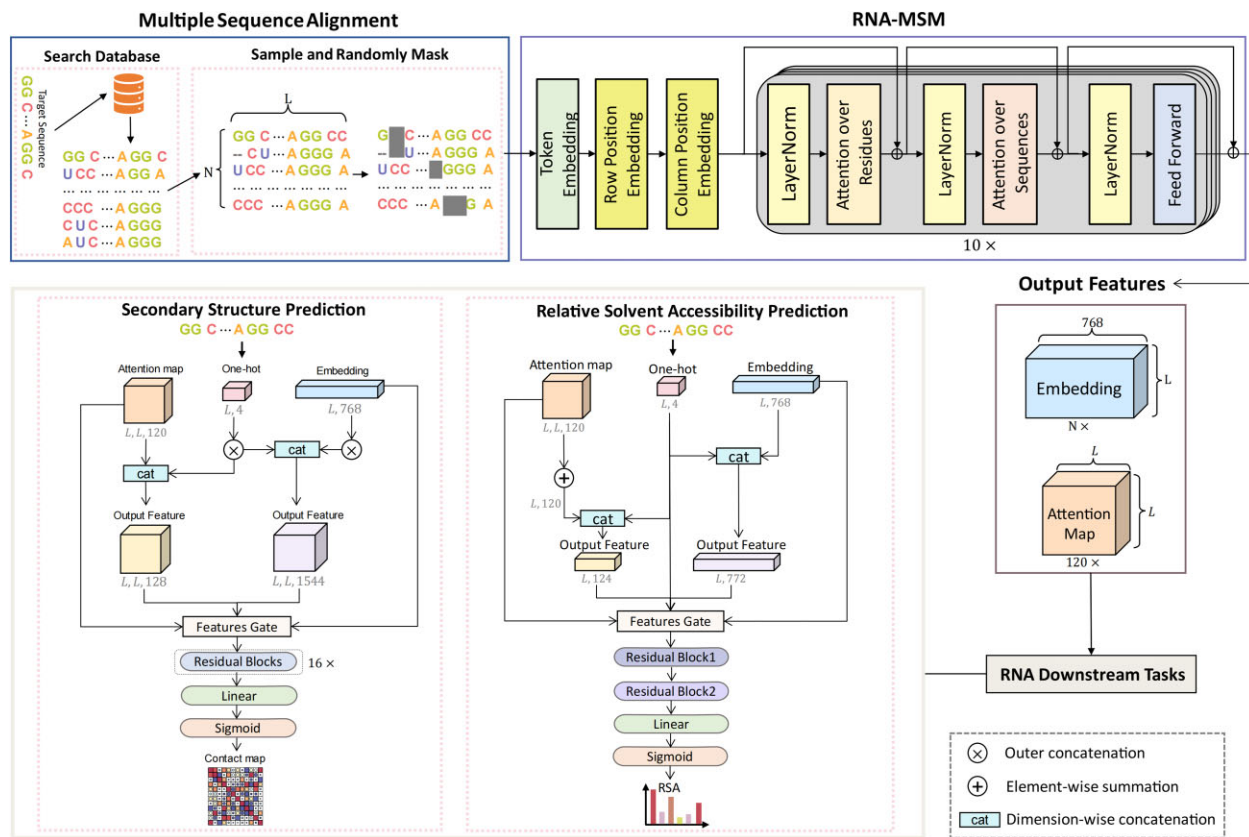 Multiple Sequence Alignment
RNA-MSM
Search Database
Sample and Randomly Mask
Target Sequence
GG C ··· A GG C
GG C ··· A GG C
U CC ··· A GG A
··················
CCC ··· A GGG
C U C ··· A GGG
A U C ··· A GGG
L
N
GG C ··· A GG CC
-- C U ··· A GGG A
U CC ··· A GGG A
··················
CCC ··· A GGG A
G C ··· A GG CC
-- U ··· A GGG A
U CC ··· GGG A
··················
CCC ··· A G A
Token Embedding
Row Position Embedding
Column Position Embedding
LayerNorm
Attention over Residues
LayerNorm
Attention over Sequences
LayerNorm
Feed Forward
10 ×
Secondary Structure Prediction
GG C ··· A GG CC
Attention map
One-hot
Embedding
L, L, 120
L, 4
L, 768
cat
cat
Output Feature
Output Feature
L, L, 128
L, L, 1544
Features Gate
Residual Blocks
16 ×
Linear
Sigmoid
Contact map
Relative Solvent Accessibility Prediction
GG C ··· A GG CC
Attention map
One-hot
Embedding
L, L, 120
L, 4
L, 768
cat
L, 120
cat
Output Feature
Output Feature
L, 124
L, 772
Features Gate
Residual Block1
Residual Block2
Linear
Sigmoid
RSA
Output Features
768
Embedding
L
N ×
L
Attention Map
L
120 ×
RNA Downstream Tasks
Outer concatenation
Element-wise summation
cat
Dimension-wise concatenation